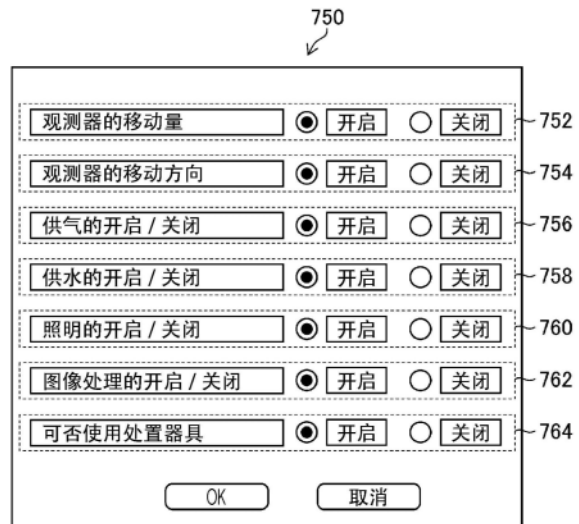 750
观测器的移动量 开启 关闭 752
观测器的移动方向 开启 关闭 754
供气的开启 / 关闭 开启 关闭 756
供水的开启 / 关闭 开启 关闭 758
照明的开启 / 关闭 开启 关闭 760
图像处理的开启 / 关闭 开启 关闭 762
可否使用处置器具 开启 关闭 764
OK 取消